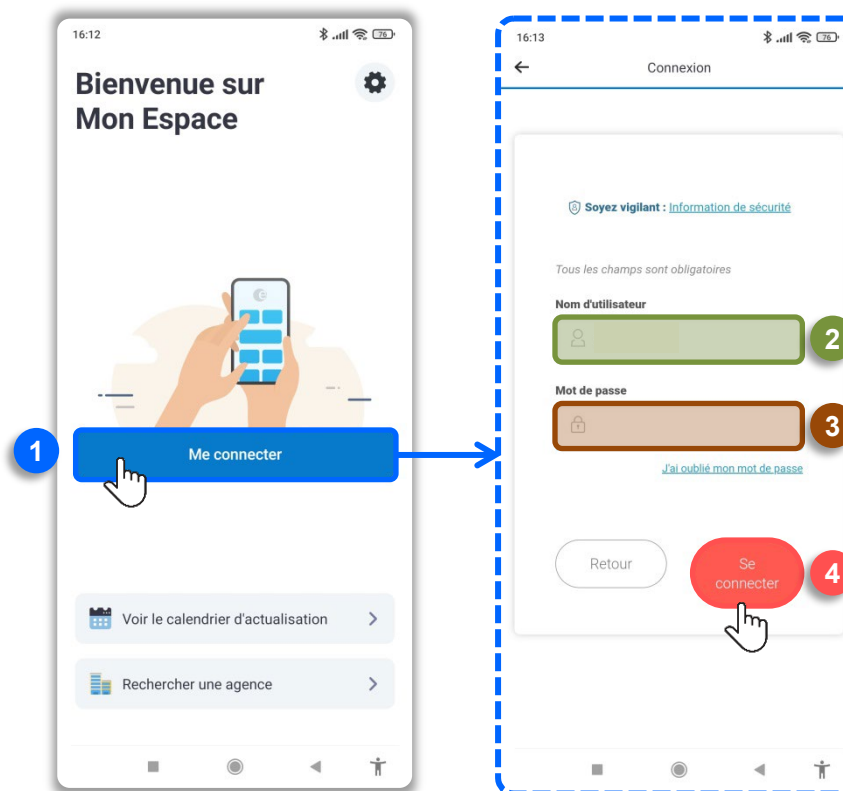 16:12
76
Bienvenue sur
Mon Espace
1
Me connecter
Voir le calendrier d'actualisation
Rechercher une agence
16:13
76
Connexion
Soyez vigilant : Information de sécurité
Tous les champs sont obligatoires
Nom d'utilisateur
2
Mot de passe
3
J'ai oublié mon mot de passe
Retour
Se
connecter
4